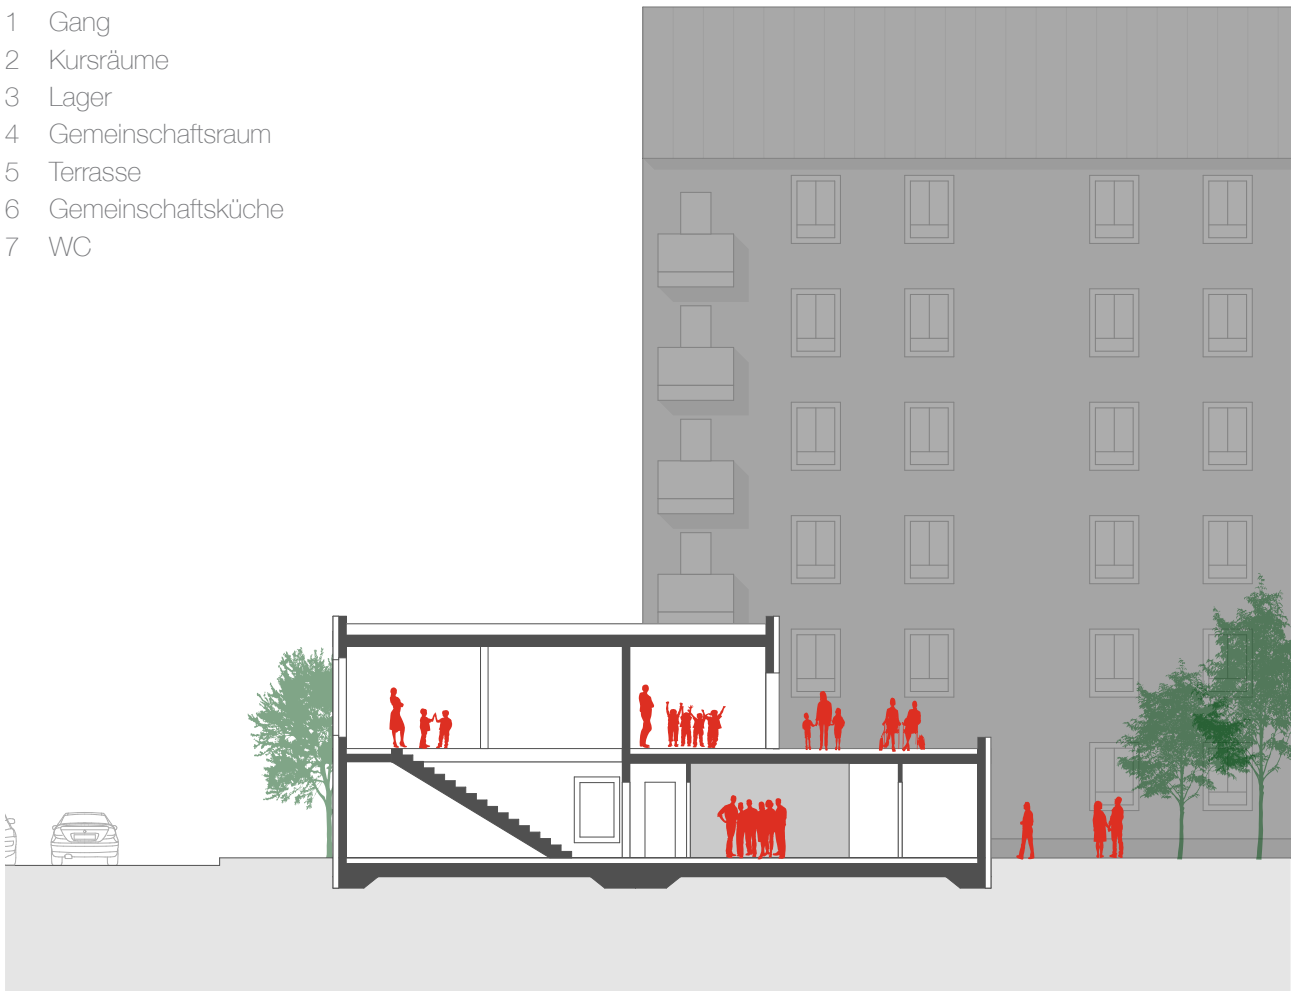 1 Gang
2 Kursräume
3 Lager
4 Gemeinschaftsraum
5 Terrasse
6 Gemeinschaftsküche
7 WC